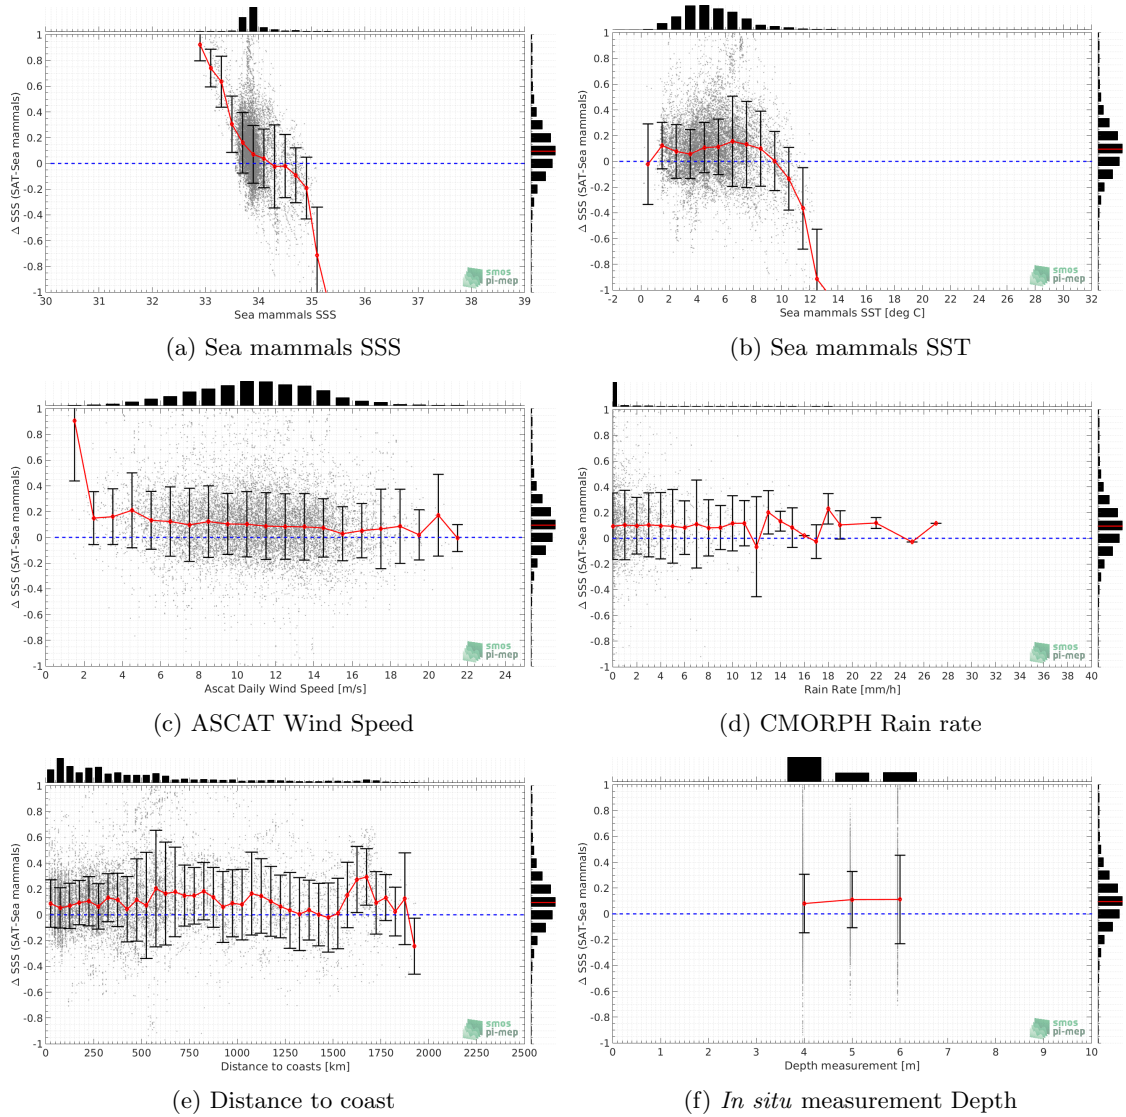 1
0.8
0.6
0.4
0.2
0
-0.2
-0.4
-0.6
-0.8
-1
Δ SSS (SAT-Sea mammals)
30 31 32 33 34 35 36 37 38 39
Sea mammals SSS
smos
pi-mep
(a) Sea mammals SSS
1
0.8
0.6
0.4
0.2
0
-0.2
-0.4
-0.6
-0.8
-1
Δ SSS (SAT-Sea mammals)
-2 0 2 4 6 8 10 12 14 16 18 20 22 24 26 28 30 32
Sea mammals SST [deg C]
smos
pi-mep
(b) Sea mammals SST
1
0.8
0.6
0.4
0.2
0
-0.2
-0.4
-0.6
-0.8
-1
Δ SSS (SAT-Sea mammals)
0 2 4 6 8 10 12 14 16 18 20 22 24
Ascat Daily Wind Speed [m/s]
smos
pi-mep
(c) ASCAT Wind Speed
1
0.8
0.6
0.4
0.2
0
-0.2
-0.4
-0.6
-0.8
-1
Δ SSS (SAT-Sea mammals)
0 2 4 6 8 10 12 14 16 18 20 22 24 26 28 30 32 34 36 38 40
Rain Rate [mm/h]
smos
pi-mep
(d) CMORPH Rain rate
1
0.8
0.6
0.4
0.2
0
-0.2
-0.4
-0.6
-0.8
-1
Δ SSS (SAT-Sea mammals)
0 250 500 750 1000 1250 1500 1750 2000 2250 2500
Distance to coasts [km]
smos
pi-mep
(e) Distance to coast
1
0.8
0.6
0.4
0.2
0
-0.2
-0.4
-0.6
-0.8
-1
Δ SSS (SAT-Sea mammals)
0 1 2 3 4 5 6 7 8 9 10
Depth measurement [m]
smos
pi-mep
(f) In situ measurement Depth